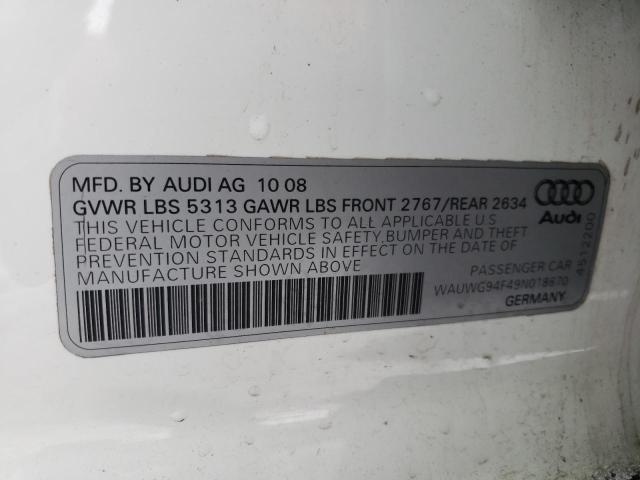 MFD. BY AUDI AG 10 08
GVWR LBS 5313 GAWR LBS FRONT 2767/REAR 2634
THIS VEHICLE CONFORMS TO ALL APPLICABLE U.S
FEDERAL MOTOR VEHICLE SAFETY,BUMPER AND THEFT
PREVENTION STANDARDS IN EFFECT ON THE DATE OF
MANUFACTURE SHOWN ABOVE
PASSENGER CAR
WAUWG94F49N018670
GERMANY
Audi
4512200